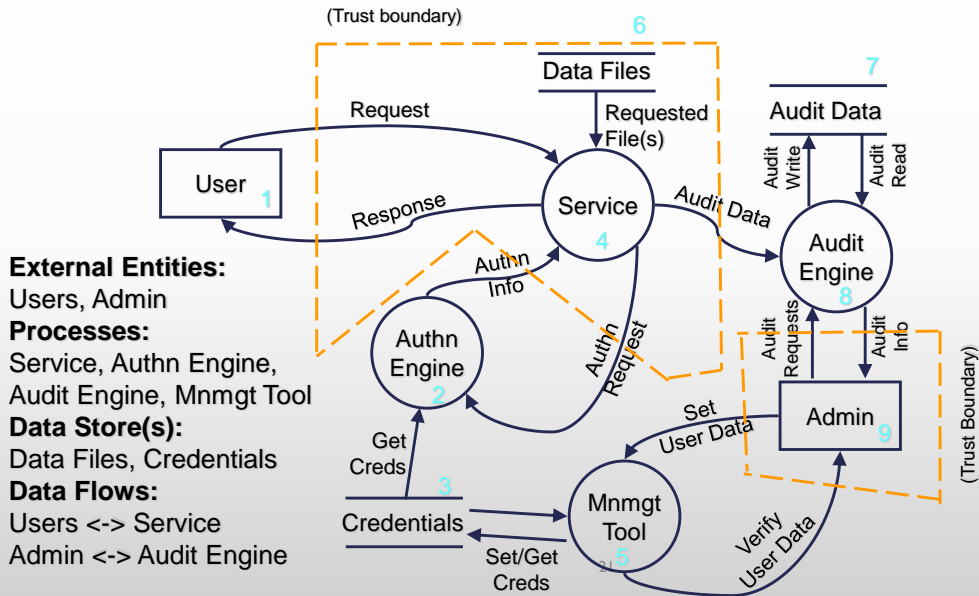 (Trust boundary)
6
Data Files
7
Audit Data
Request
Requested
File(s)
Audit
Write
Audit
Read
User
1
Response
Service
4
Audit Data
Audit
Engine
8
External Entities:
Users, Admin
Processes:
Service, Authn Engine,
Audit Engine, Mnmgt Tool
Data Store(s):
Data Files, Credentials
Data Flows:
Users <-> Service
Admin <-> Audit Engine
Authn
Info
Authn
Engine
2
Authn
Request
Audit
Requests
Audit
Info
Admin
9
(Trust Boundary)
Set
User Data
Get
Creds
3
Credentials
Set/Get
Creds
Mnmgt
Tool
5
21
Verify
User Data